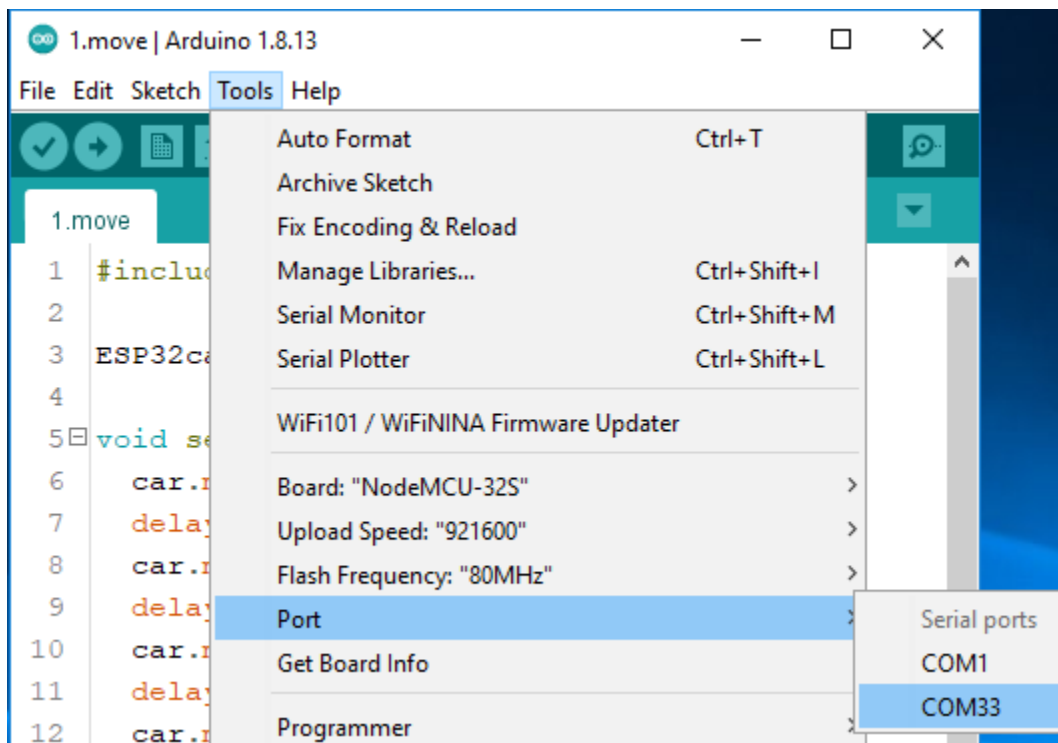 1.move | Arduino 1.8.13
File Edit Sketch Tools Help
Auto Format Ctrl+T
Archive Sketch
1.move
Fix Encoding & Reload
1 #includ
Manage Libraries... Ctrl+Shift+I
2
Serial Monitor Ctrl+Shift+M
3 ESP32ca
Serial Plotter Ctrl+Shift+L
4
WiFi101 / WiFiNINA Firmware Updater
5 void se
6 car.
Board: "NodeMCU-32S"
7 delay
Upload Speed: "921600"
8 car.
Flash Frequency: "80MHz"
9 delay
Port
Serial ports
10 car.
Get Board Info
COM1
11 delay
COM33
12 car.
Programmer